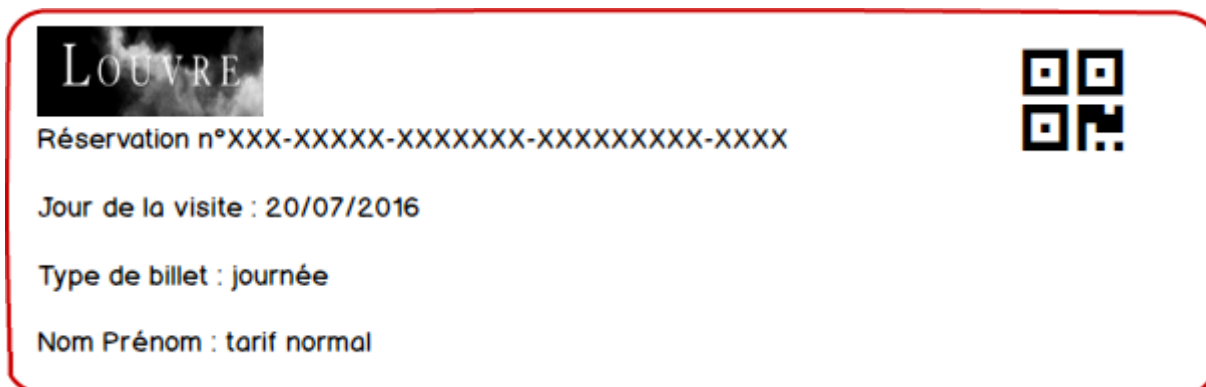 LOUVRE
Réservation n°XXX-XXXXX-XXXXXXX-XXXXXXXXX-XXXX
Jour de la visite : 20/07/2016
Type de billet : journée
Nom Prénom : tarif normal